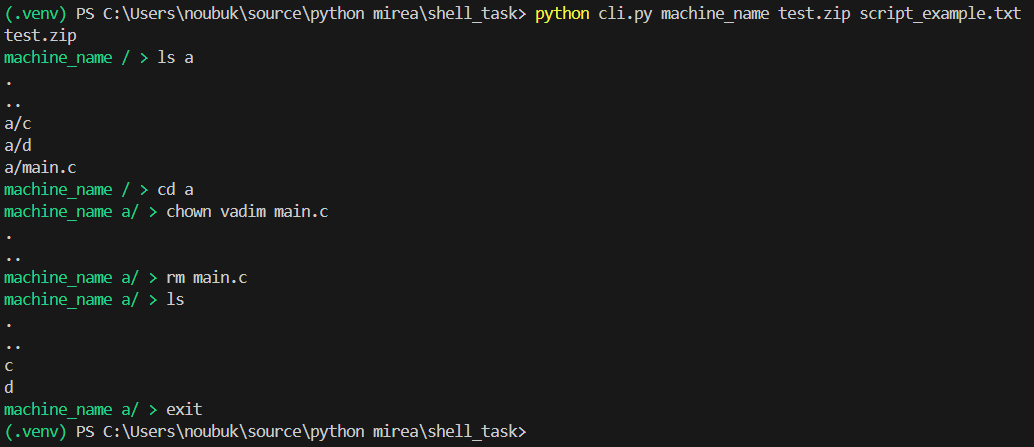 (.venv) PS C:\Users\noubuk\source\python mirea\shell_task> python cli.py machine_name test.zip script_example.txt
test.zip
machine_name / > ls a
.
..
a/c
a/d
a/main.c
machine_name / > cd a
machine_name a/ > chown vadim main.c
.
..
machine_name a/ > rm main.c
machine_name a/ > ls
.
..
c
d
machine_name a/ > exit
(.venv) PS C:\Users\noubuk\source\python mirea\shell_task>